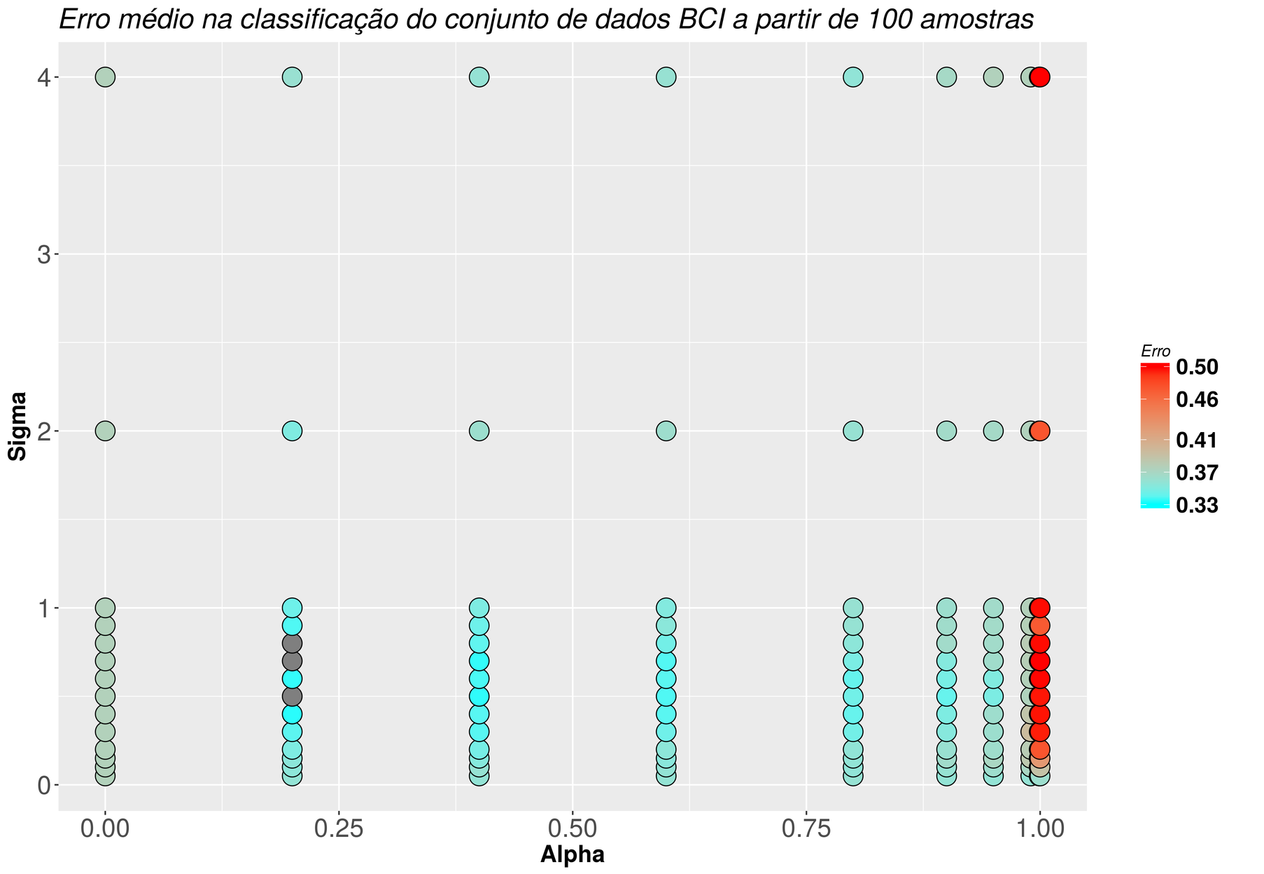 Erro médio na classificação do conjunto de dados BCI a partir de 100 amostras
4
3
2
1
0
Sigma
0.00 0.25 0.50 0.75 1.00
Alpha
Erro
0.50
0.46
0.41
0.37
0.33